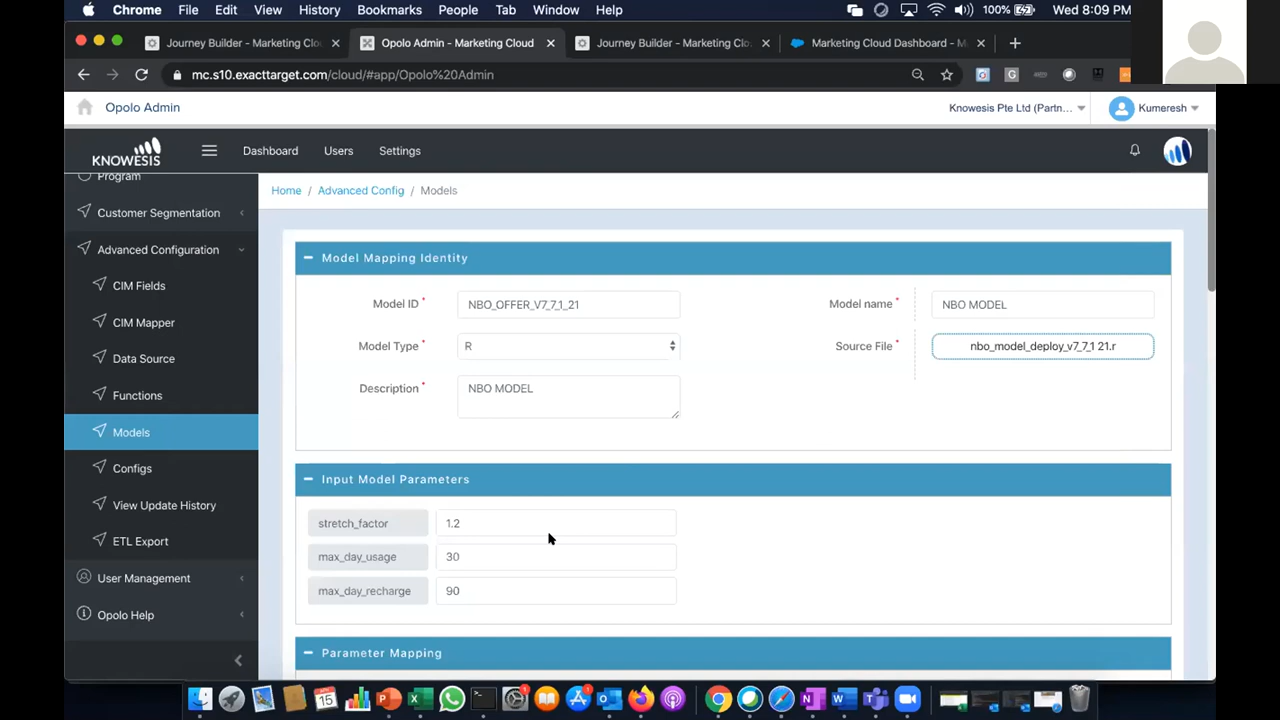 Chrome File Edit View History Bookmarks People Tab Window Help 100% Wed 8:09 PM
Journey Builder - Marketing Clo Opolo Admin - Marketing Cloud Journey Builder - Marketing Clo Marketing Cloud Dashboard - M
mc.s10.exacttarget.com/cloud/#app/Opolo%20Admin
Opolo Admin Knowesis Pte Ltd (Partn... Kumeresh
KNOWESIS Dashboard Users Settings
Program
Customer Segmentation
Advanced Configuration
CIM Fields
CIM Mapper
Data Source
Functions
Models
Configs
View Update History
ETL Export
User Management
Opolo Help
Home / Advanced Config / Models
Model Mapping Identity
Model ID * NBO_OFFER_V7_7_1_21 Model name * NBO MODEL
Model Type * R Source File * nbo_model_deploy_v7_7_1 21.r
Description * NBO MODEL
Input Model Parameters
stretch_factor 1.2
max_day_usage 30
max_day_recharge 90
Parameter Mapping
15